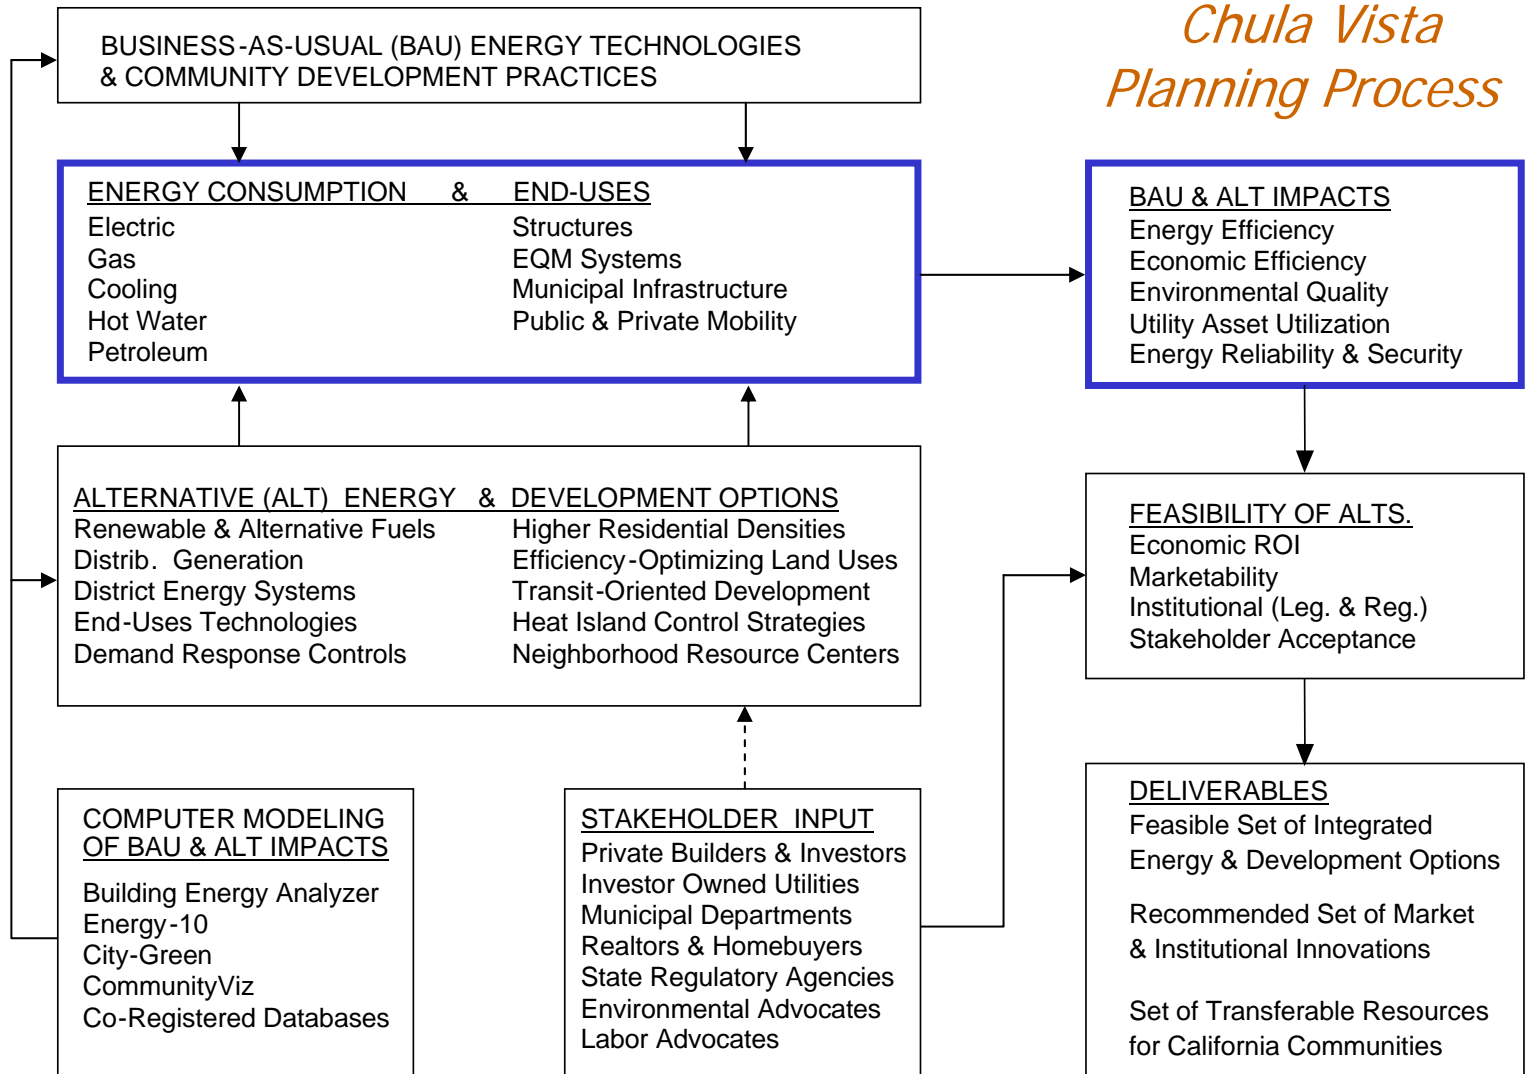 Chula Vista
Planning Process
BUSINESS-AS-USUAL (BAU) ENERGY TECHNOLOGIES
& COMMUNITY DEVELOPMENT PRACTICES
ENERGY CONSUMPTION & END-USES
Electric
Gas
Cooling
Hot Water
Petroleum
Structures
EQM Systems
Municipal Infrastructure
Public & Private Mobility
BAU & ALT IMPACTS
Energy Efficiency
Economic Efficiency
Environmental Quality
Utility Asset Utilization
Energy Reliability & Security
ALTERNATIVE (ALT) ENERGY & DEVELOPMENT OPTIONS
Renewable & Alternative Fuels
Distrib. Generation
District Energy Systems
End-Uses Technologies
Demand Response Controls
Higher Residential Densities
Efficiency-Optimizing Land Uses
Transit-Oriented Development
Heat Island Control Strategies
Neighborhood Resource Centers
FEASIBILITY OF ALTS.
Economic ROI
Marketability
Institutional (Leg. & Reg.)
Stakeholder Acceptance
COMPUTER MODELING
OF BAU & ALT IMPACTS
Building Energy Analyzer
Energy-10
City-Green
CommunityViz
Co-Registered Databases
STAKEHOLDER INPUT
Private Builders & Investors
Investor Owned Utilities
Municipal Departments
Realtors & Homebuyers
State Regulatory Agencies
Environmental Advocates
Labor Advocates
DELIVERABLES
Feasible Set of Integrated
Energy & Development Options
Recommended Set of Market
& Institutional Innovations
Set of Transferable Resources
for California Communities